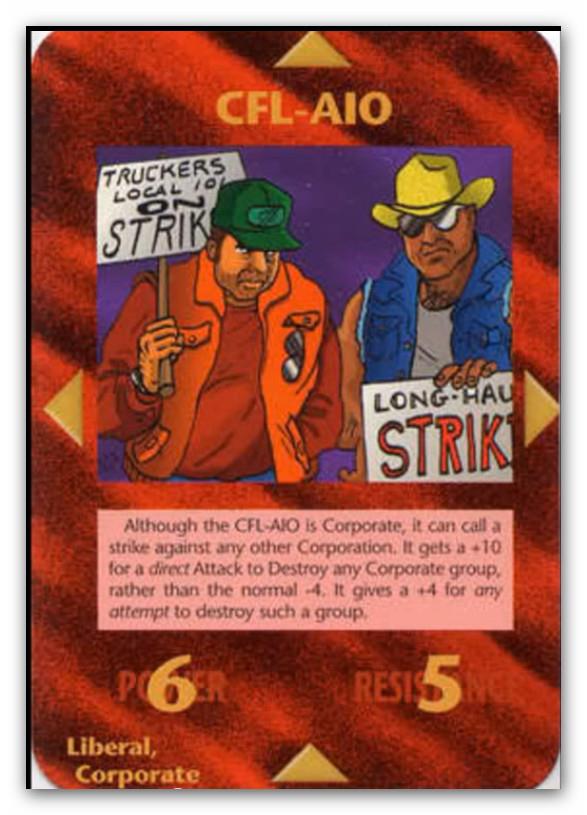 CFL-AIO
TRUCKERS
LOCAL 101
ON
STRIK
LONG-HAU
STRIK
Although the CFL-AIO is Corporate, it can call a
strike against any other Corporation. It gets a +10
for a direct Attack to Destroy any Corporate group,
rather than the normal -4. It gives a +4 for any
attempt to destroy such a group.
POWER
6
RESISTANCE
5
Liberal,
Corporate